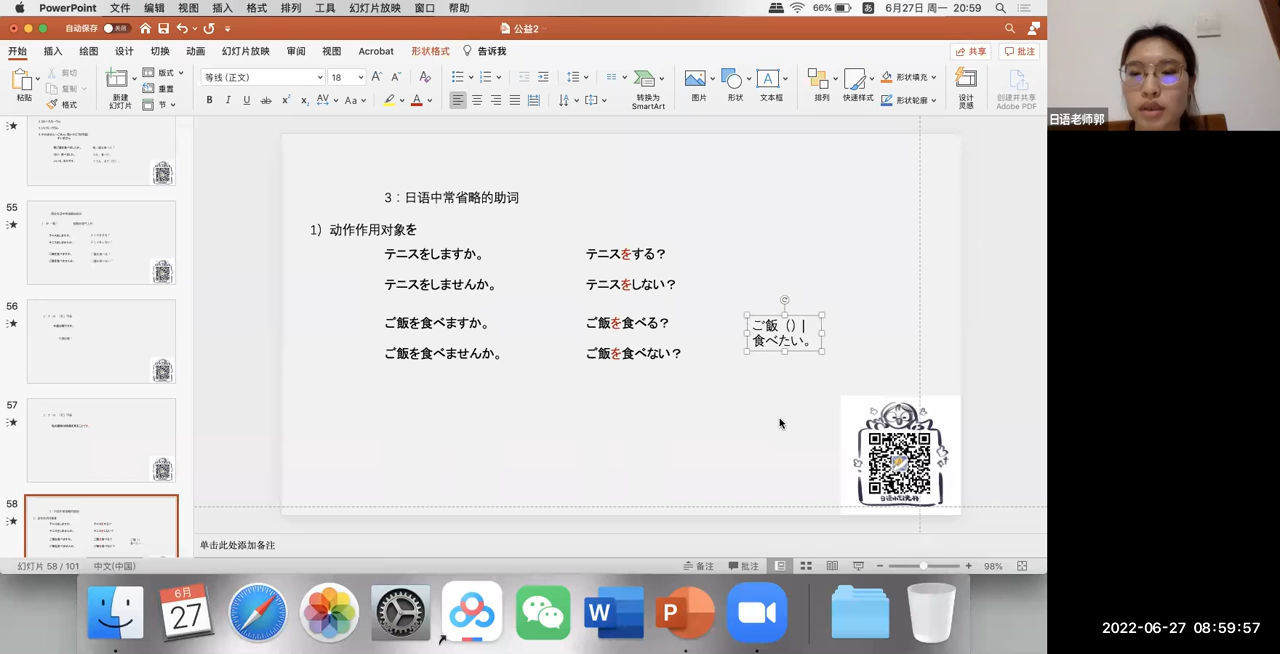 PowerPoint 文件 编辑 视图 插入 格式 排列 工具 幻灯片放映 窗口 帮助 66% 6月27日 周一 20:59
自动保存 关闭 公益2
开始 插入 绘图 设计 切换 动画 幻灯片放映 审阅 视图 Acrobat 形状格式 告诉我 共享 批注
粘贴 剪切 复制 格式 新建 幻灯片 版式 重置 节 等线 (正文) 18 转换为 SmartArt 图片 形状 文本框 排列 快速样式 形状填充 形状轮廓 设计 灵感 创建并共享 Adobe PDF
日语老师郭
3：日语中常省略的助词
1）动作作用对象を
テニスをしますか。 テニスをする？
テニスをしませんか。 テニスをしない？
ご飯を食べますか。 ご飯を食べる？
ご飯を食べませんか。 ご飯を食べない？
ご飯（）
食べたい。
55
56
57
58
单击此处添加备注
幻灯片 58 / 101 中文(中国) 备注 批注 98%
6月
27
W
P
2022-06-27 08:59:57